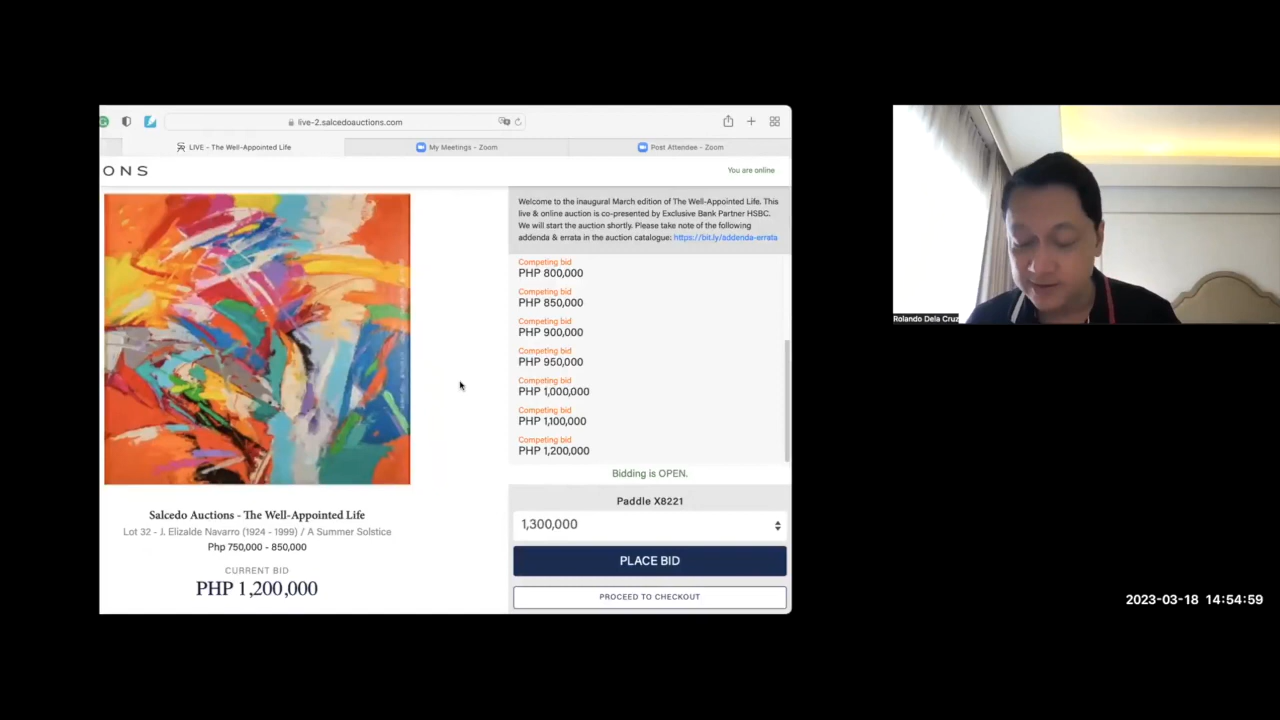 live-2.salcedoauctions.com
LIVE - The Well-Appointed Life
My Meetings - Zoom
Post Attendee - Zoom
ONS
You are online
Welcome to the inaugural March edition of The Well-Appointed Life. This
live & online auction is co-presented by Exclusive Bank Partner HSBC.
We will start the auction shortly. Please take note of the following
addenda & errata in the auction catalogue: https://bit.ly/addenda-errata
Competing bid
PHP 800,000
Competing bid
PHP 850,000
Competing bid
PHP 900,000
Competing bid
PHP 950,000
Competing bid
PHP 1,000,000
Competing bid
PHP 1,100,000
Competing bid
PHP 1,200,000
Bidding is OPEN.
Paddle X8221
1,300,000
PLACE BID
PROCEED TO CHECKOUT
Salcedo Auctions - The Well-Appointed Life
Lot 32 - J. Elizalde Navarro (1924 - 1999) / A Summer Solstice
Php 750,000 - 850,000
CURRENT BID
PHP 1,200,000
Rolando Dela Cruz
2023-03-18 14:54:59